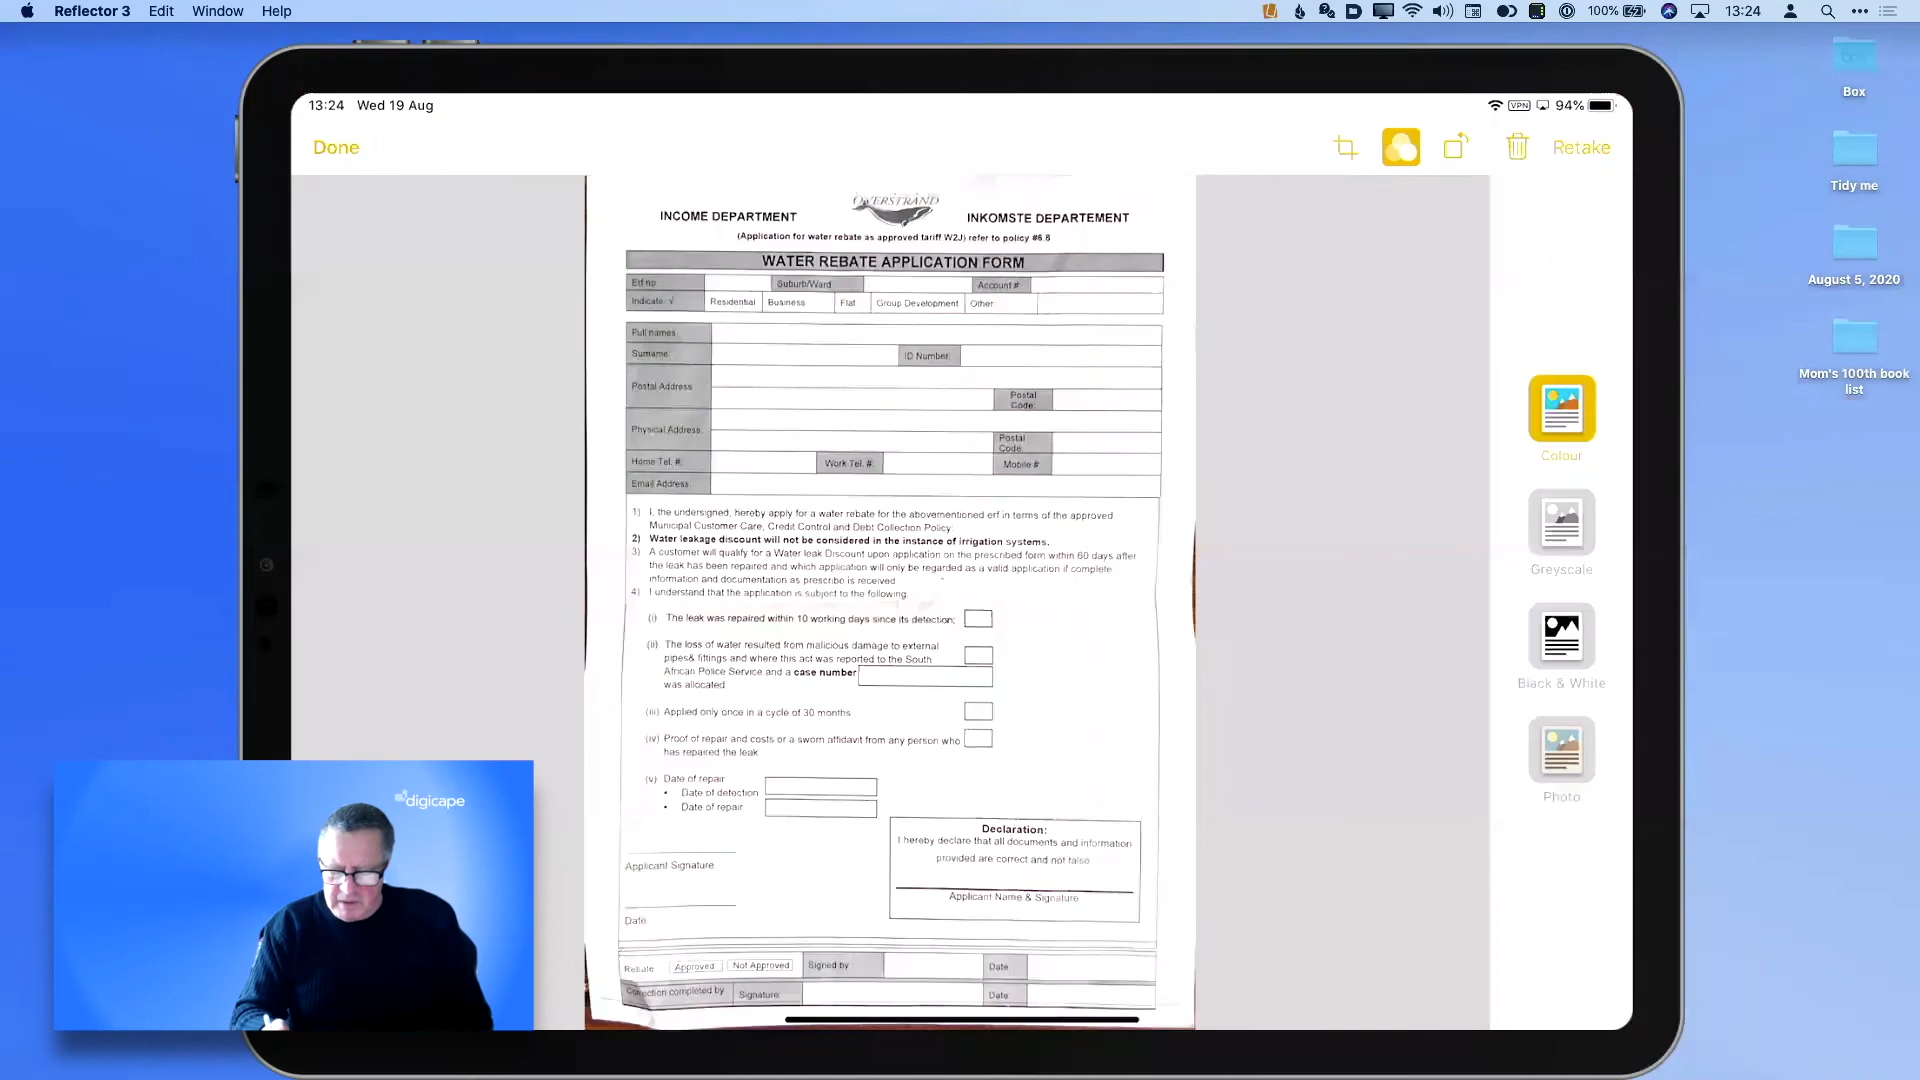 Reflector 3 Edit Window Help
100% 13:24
13:24 Wed 19 Aug
VPN 94%
Done
Retake
OVERSTRAND
INCOME DEPARTMENT INKOMSTE DEPARTEMENT
(Application for water rebate as approved tariff W2J) refer to policy #6.6
WATER REBATE APPLICATION FORM
Erf no. Suburb/Ward Account #
Indicate √ Residential Business Flat Group Development Other
Full names
Surname ID Number
Postal Address
Postal
Code:
Physical Address.
Postal
Code.
Home Tel. #. Work Tel. #. Mobile #
Email Address.
1) I, the undersigned, hereby apply for a water rebate for the abovementioned erf in terms of the approved
Municipal Customer Care, Credit Control and Debt Collection Policy.
2) Water leakage discount will not be considered in the instance of irrigation systems.
3) A customer will qualify for a Water leak Discount upon application on the prescribed form within 60 days after
the leak has been repaired and which application will only be regarded as a valid application if complete
information and documentation as prescribe is received
4) I understand that the application is subject to the following:
(i) The leak was repaired within 10 working days since its detection;
(ii) The loss of water resulted from malicious damage to external
pipes& fittings and where this act was reported to the South
African Police Service and a case number
was allocated
(iii) Applied only once in a cycle of 30 months
(iv) Proof of repair and costs or a sworn affidavit from any person who
has repaired the leak
(v) Date of repair
• Date of detection
• Date of repair
Declaration:
I hereby declare that all documents and information
provided are correct and not false
Applicant Name & Signature
Applicant Signature
Date
Rebate Approved Not Approved Signed by Date
Correction completed by Signature: Date:
Colour
Greyscale
Black & White
Photo
digicape
Box
Tidy me
August 5, 2020
Mom's 100th book
list